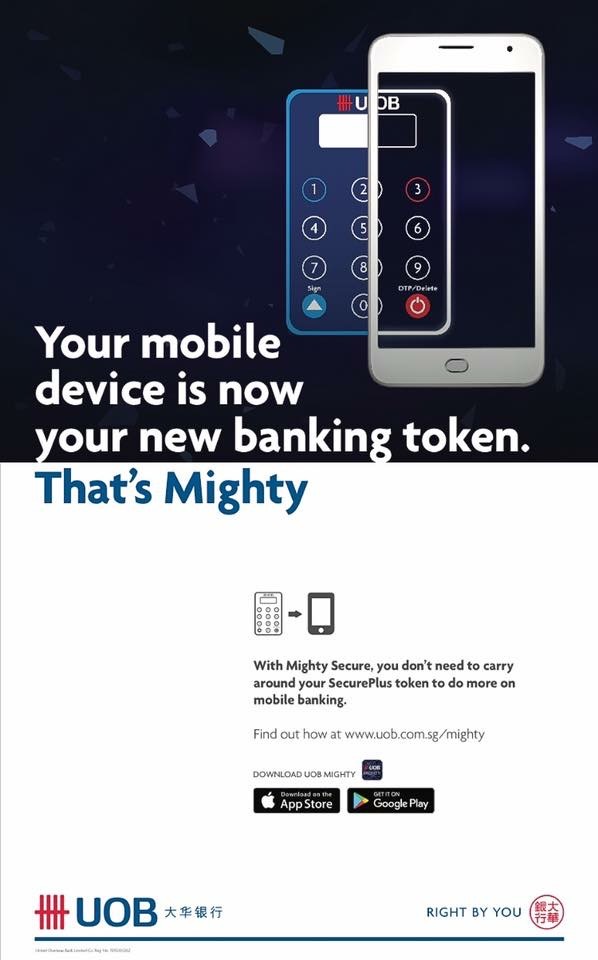 UOB
1 2 3
4 5 6
7 8 9
Sign OTP/Delete
0
Your mobile
device is now
your new banking token.
That's Mighty
With Mighty Secure, you don't need to carry
around your SecurePlus token to do more on
mobile banking.
Find out how at www.uob.com.sg/mighty
DOWNLOAD UOB MIGHTY
UOB
MIGHTY
Download on the
App Store
GET IT ON
Google Play
UOB 大华银行
RIGHT BY YOU
大華銀行